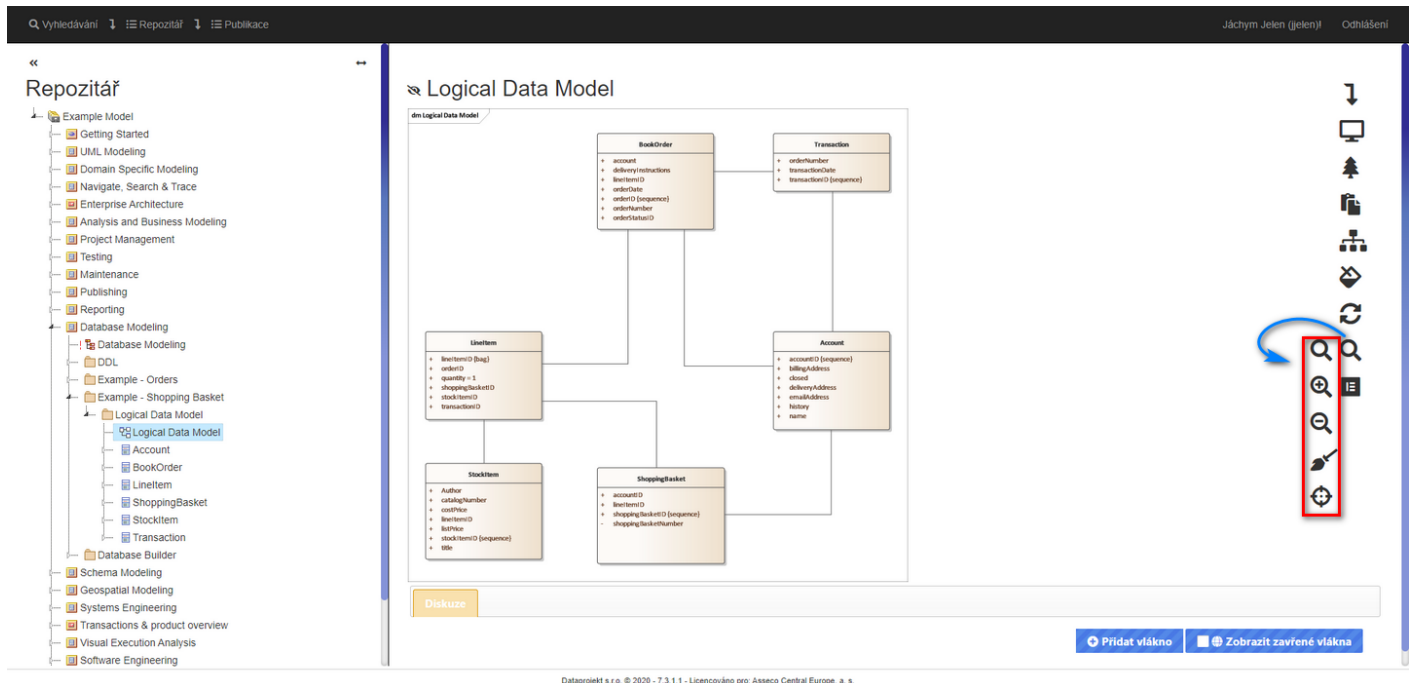 Vyhledávání Repozitář Publikace
Jáchym Jelen (jjelen)! Odhlášení
Repozitář
Example Model
Getting Started
UML Modeling
Domain Specific Modeling
Navigate, Search & Trace
Enterprise Architecture
Analysis and Business Modeling
Project Management
Testing
Maintenance
Publishing
Reporting
Database Modeling
Database Modeling
DDL
Example - Orders
Example - Shopping Basket
Logical Data Model
Logical Data Model
Account
BookOrder
LineItem
ShoppingBasket
StockItem
Transaction
Database Builder
Schema Modeling
Geospatial Modeling
Systems Engineering
Transactions & product overview
Visual Execution Analysis
Software Engineering
Logical Data Model
dm Logical Data Model
BookOrder
+ account
+ deliveryInstructions
+ lineItemID
+ orderDate
+ orderID {sequence}
+ orderNumber
+ orderStatusID
Transaction
+ orderNumber
+ transactionDate
+ transactionID {sequence}
LineItem
+ lineItemID {bag}
+ orderID
+ quantity = 1
+ shoppingBasketID
+ stockItemID
+ transactionID
Account
+ accountID {sequence}
+ billingAddress
+ closed
+ deliveryAddress
+ emailAddress
+ history
+ name
StockItem
+ Author
+ catalogNumber
+ costPrice
+ lineItemID
+ listPrice
+ stockItemID {sequence}
+ title
ShoppingBasket
+ accountID
+ lineItemID
+ shoppingBasketID {sequence}
- shoppingBasketNumber
Diskuze
Přidat vlákno
Zobrazit zavřené vlákna
Dataprojekt s.r.o. © 2020 - 7.3.1.1 - Licencováno pro: Asseco Central Europe, a. s.